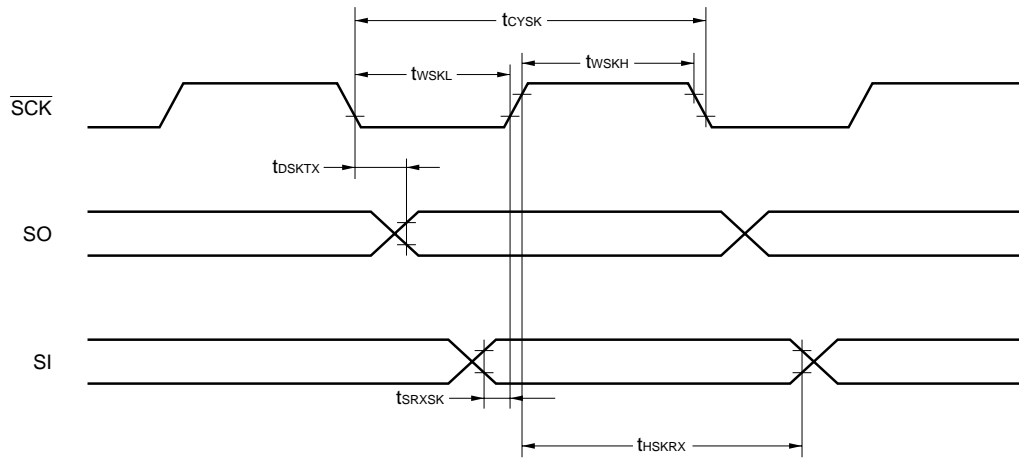 tCYSK
tWSKL
tWSKH
SCK
tDSKTX
SO
SI
tSRXSK
tHSKRX